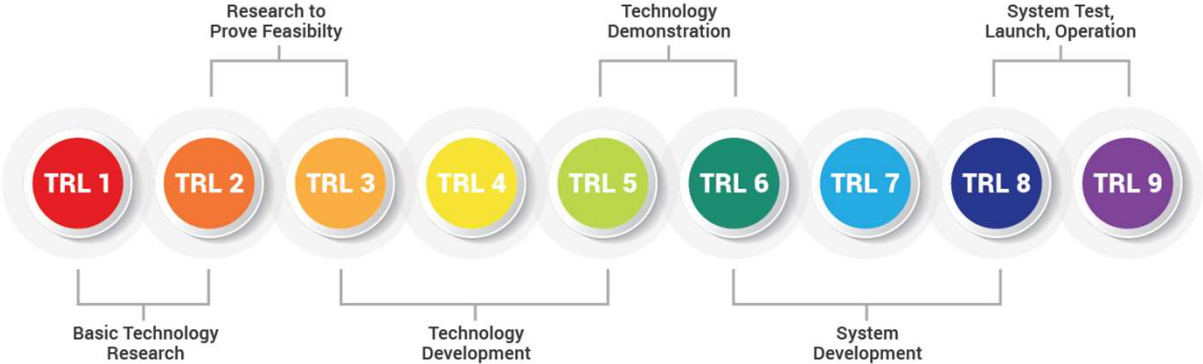 Research to
Prove Feasibilty
Technology
Demonstration
System Test,
Launch, Operation
TRL 1
TRL 2
TRL 3
TRL 4
TRL 5
TRL 6
TRL 7
TRL 8
TRL 9
Basic Technology
Research
Technology
Development
System
Development